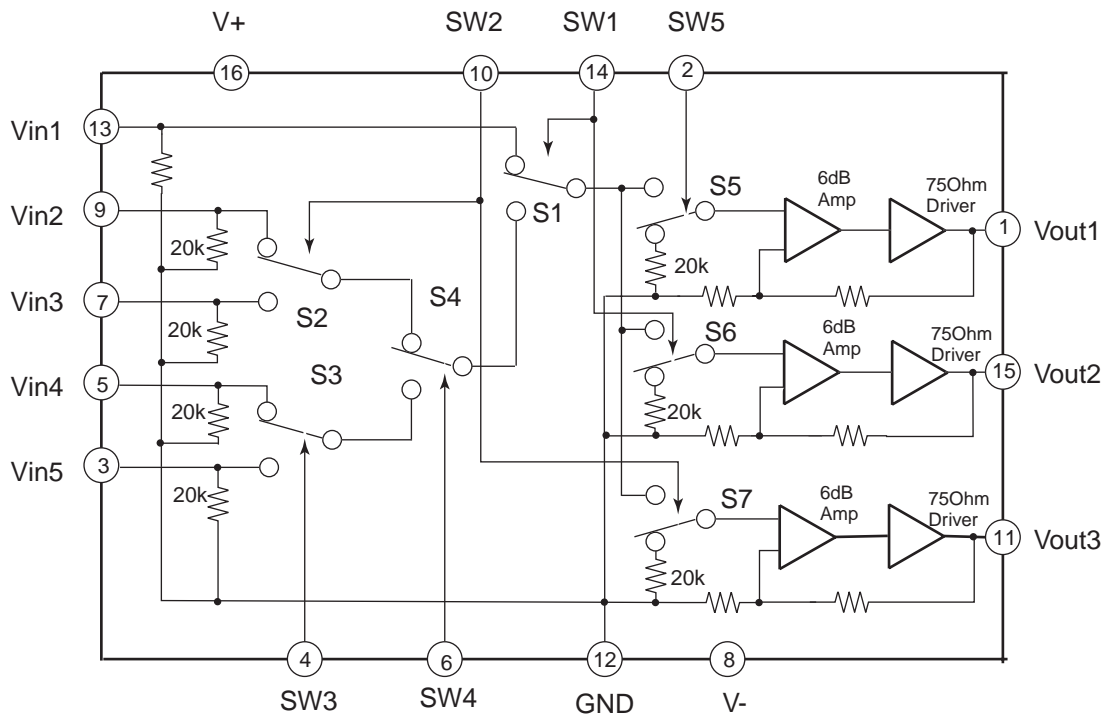 V+
SW2
SW1
SW5
16
10
14
2
Vin1
13
S1
S5
6dB
Amp
75Ohm
Driver
Vin2
9
20k
1
Vout1
20k
Vin3
7
S2
S4
20k
S6
6dB
Amp
75Ohm
Driver
Vin4
5
S3
15
Vout2
20k
20k
Vin5
3
20k
S7
6dB
Amp
75Ohm
Driver
11
Vout3
20k
4
6
12
8
SW3
SW4
GND
V-